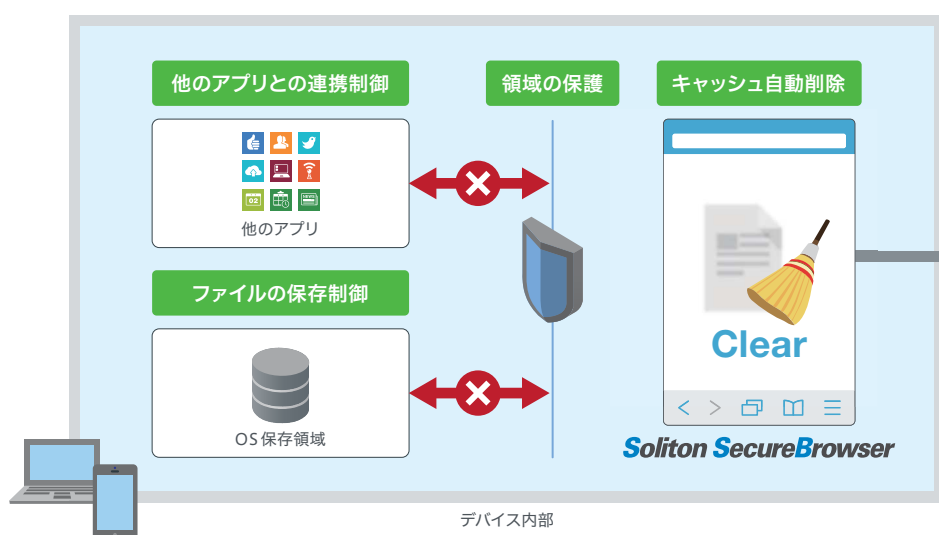 他のアプリとの連携制御
領域の保護
キャッシュ自動削除
02
NEWS
他のアプリ
ファイルの保存制御
Clear
OS保存領域
Soliton SecureBrowser
デバイス内部